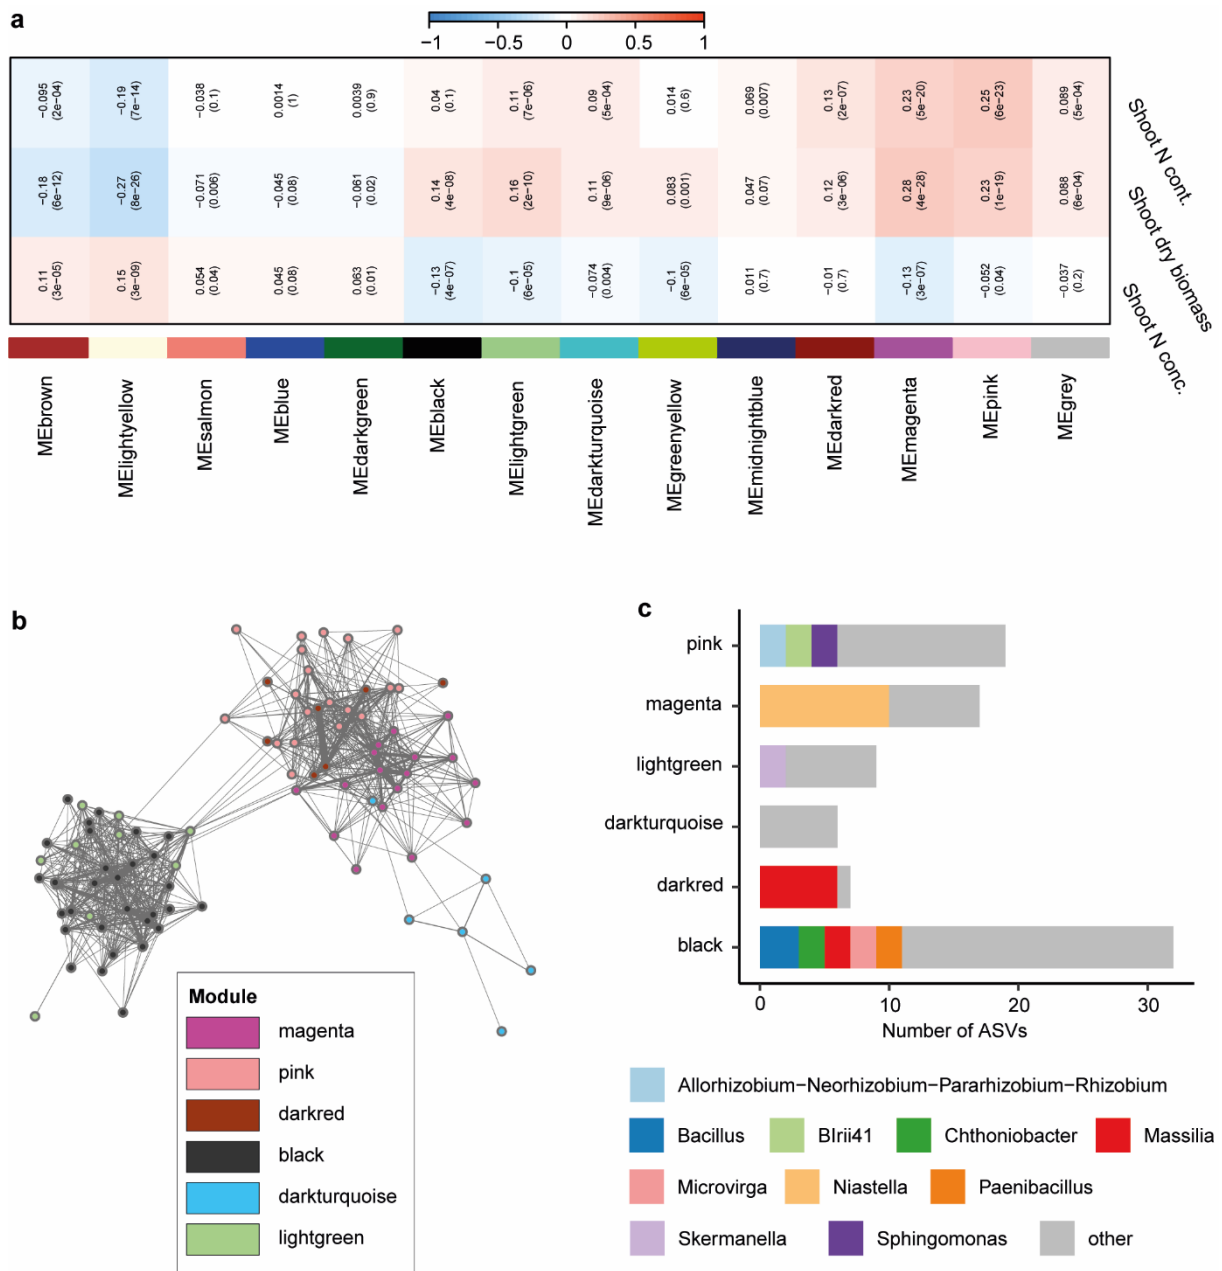 a
−1 −0.5 0 0.5 1
−0.095 −0.19 −0.038 0.0014 0.0039 0.04 0.11 0.09 0.014 0.069 0.13 0.23 0.25 0.089
(2e−04) (7e−14) (0.1) (1) (0.9) (0.1) (7e−06) (5e−04) (0.6) (0.007) (2e−07) (5e−20) (6e−23) (5e−04)
Shoot N cont.
−0.18 −0.27 −0.071 −0.045 −0.061 0.14 0.16 0.11 0.083 0.047 0.12 0.28 0.23 0.088
(6e−12) (8e−26) (0.006) (0.08) (0.02) (4e−08) (2e−10) (9e−06) (0.001) (0.07) (3e−06) (4e−28) (1e−19) (6e−04)
Shoot dry biomass
0.11 0.15 0.054 0.045 0.063 −0.13 −0.1 −0.074 −0.1 0.011 −0.01 −0.13 −0.052 −0.037
(3e−05) (3e−09) (0.04) (0.08) (0.01) (4e−07) (6e−05) (0.004) (6e−05) (0.7) (0.7) (3e−07) (0.04) (0.2)
Shoot N conc.
MEbrown
MElightyellow
MEsalmon
MEblue
MEdarkgreen
MEblack
MElightgreen
MEdarkturquoise
MEgreenyellow
MEmidnightblue
MEdarkred
MEmagenta
MEpink
MEgrey
b
Module
magenta
pink
darkred
black
darkturquoise
lightgreen
c
pink
magenta
lightgreen
darkturquoise
darkred
black
0 10 20 30
Number of ASVs
Allorhizobium−Neorhizobium−Pararhizobium−Rhizobium
Bacillus BIrii41 Chthoniobacter Massilia
Microvirga Niastella Paenibacillus
Skermanella Sphingomonas other